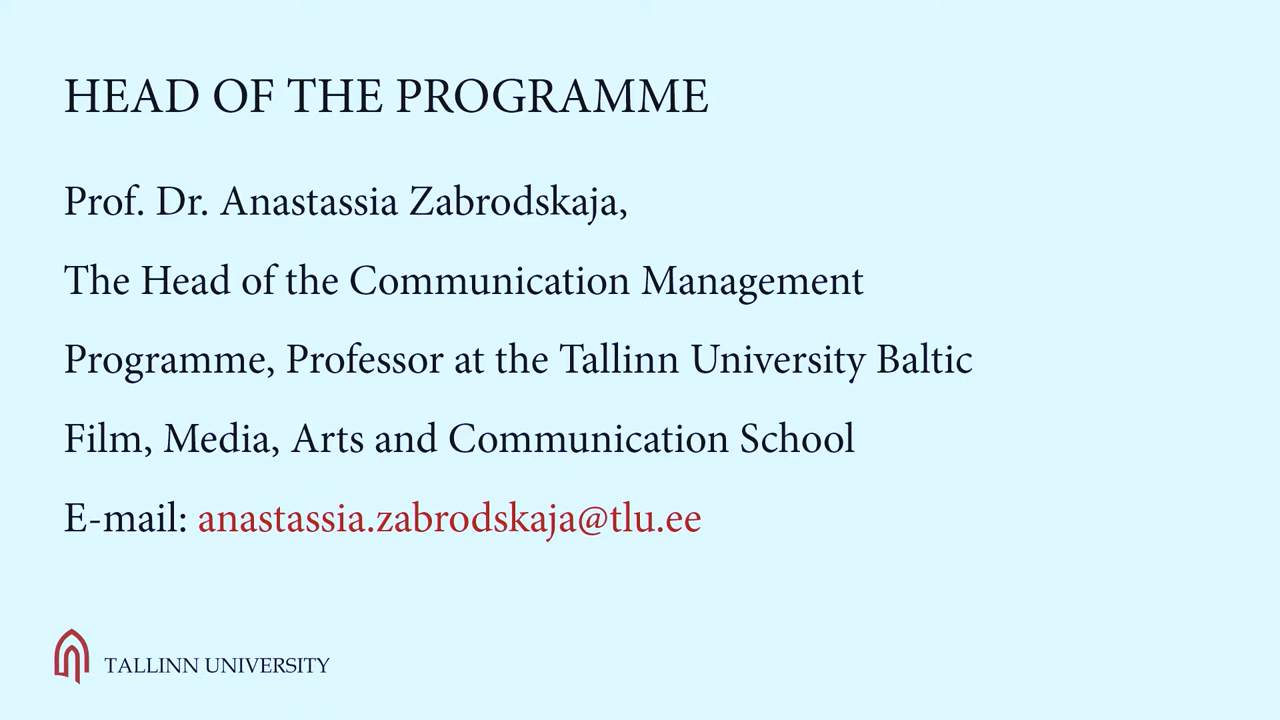 HEAD OF THE PROGRAMME
Prof. Dr. Anastassia Zabrodskaja,
The Head of the Communication Management
Programme, Professor at the Tallinn University Baltic
Film, Media, Arts and Communication School
E-mail: anastassia.zabrodskaja@tlu.ee
TALLINN UNIVERSITY